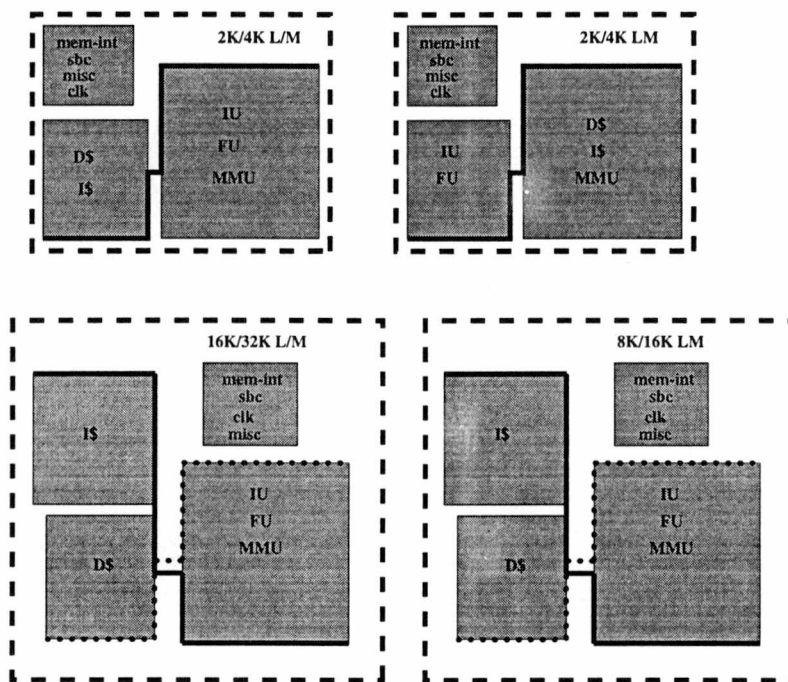 2K/4K L/M
mem-int
sbc
misc
clk
D$
I$
IU
FU
MMU
2K/4K LM
mem-int
sbc
misc
clk
IU
FU
D$
I$
MMU
16K/32K L/M
mem-int
sbc
clk
misc
I$
D$
IU
FU
MMU
8K/16K LM
mem-int
sbc
clk
misc
I$
D$
IU
FU
MMU